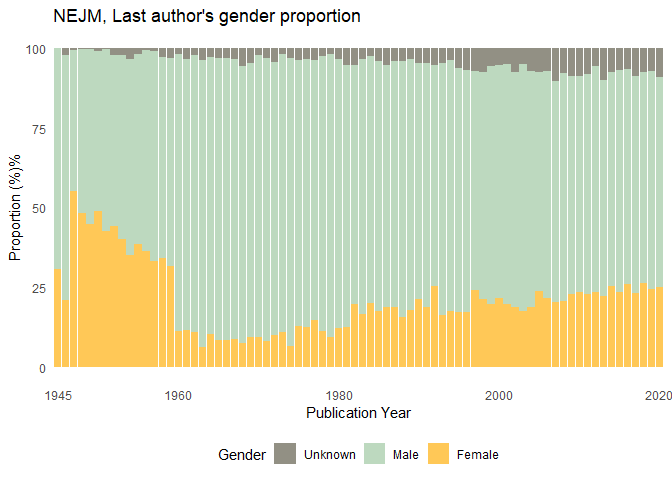 NEJM, Last author's gender proportion
100
75
50
25
0
Proportion (%)%
1945 1960 1980 2000 2020
Publication Year
Gender Unknown Male Female